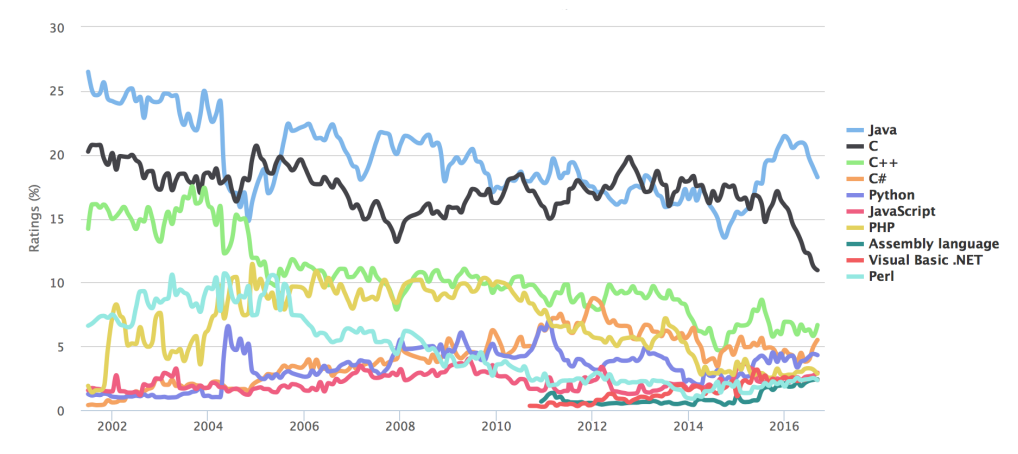 30
25
20
15
10
5
0
Ratings (%)
2002 2004 2006 2008 2010 2012 2014 2016
Java
C
C++
C#
Python
JavaScript
PHP
Assembly language
Visual Basic .NET
Perl